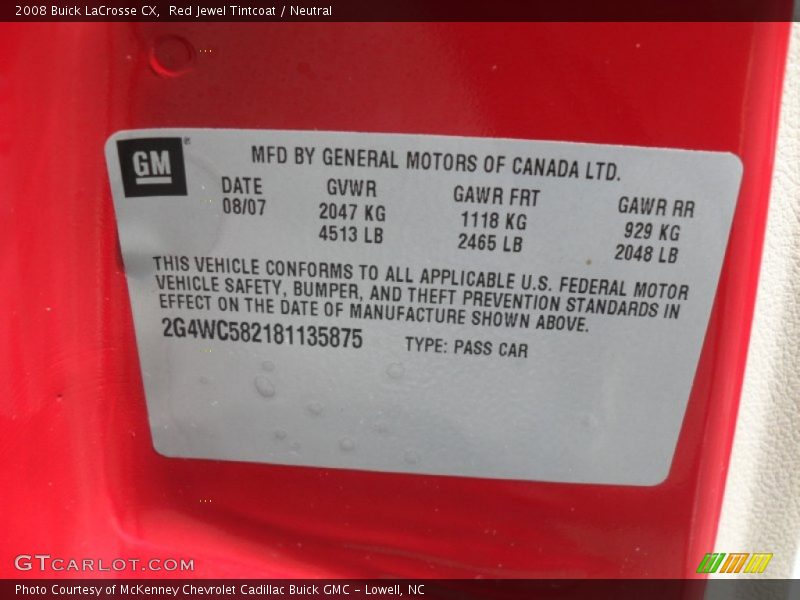 2008 Buick LaCrosse CX, Red Jewel Tintcoat / Neutral
GM
MFD BY GENERAL MOTORS OF CANADA LTD.
DATE GVWR GAWR FRT GAWR RR
08/07 2047 KG 1118 KG 929 KG
4513 LB 2465 LB 2048 LB
THIS VEHICLE CONFORMS TO ALL APPLICABLE U.S. FEDERAL MOTOR
VEHICLE SAFETY, BUMPER, AND THEFT PREVENTION STANDARDS IN
EFFECT ON THE DATE OF MANUFACTURE SHOWN ABOVE.
2G4WC582181135875 TYPE: PASS CAR
GTCARLOT.COM
Photo Courtesy of McKenney Chevrolet Cadillac Buick GMC - Lowell, NC